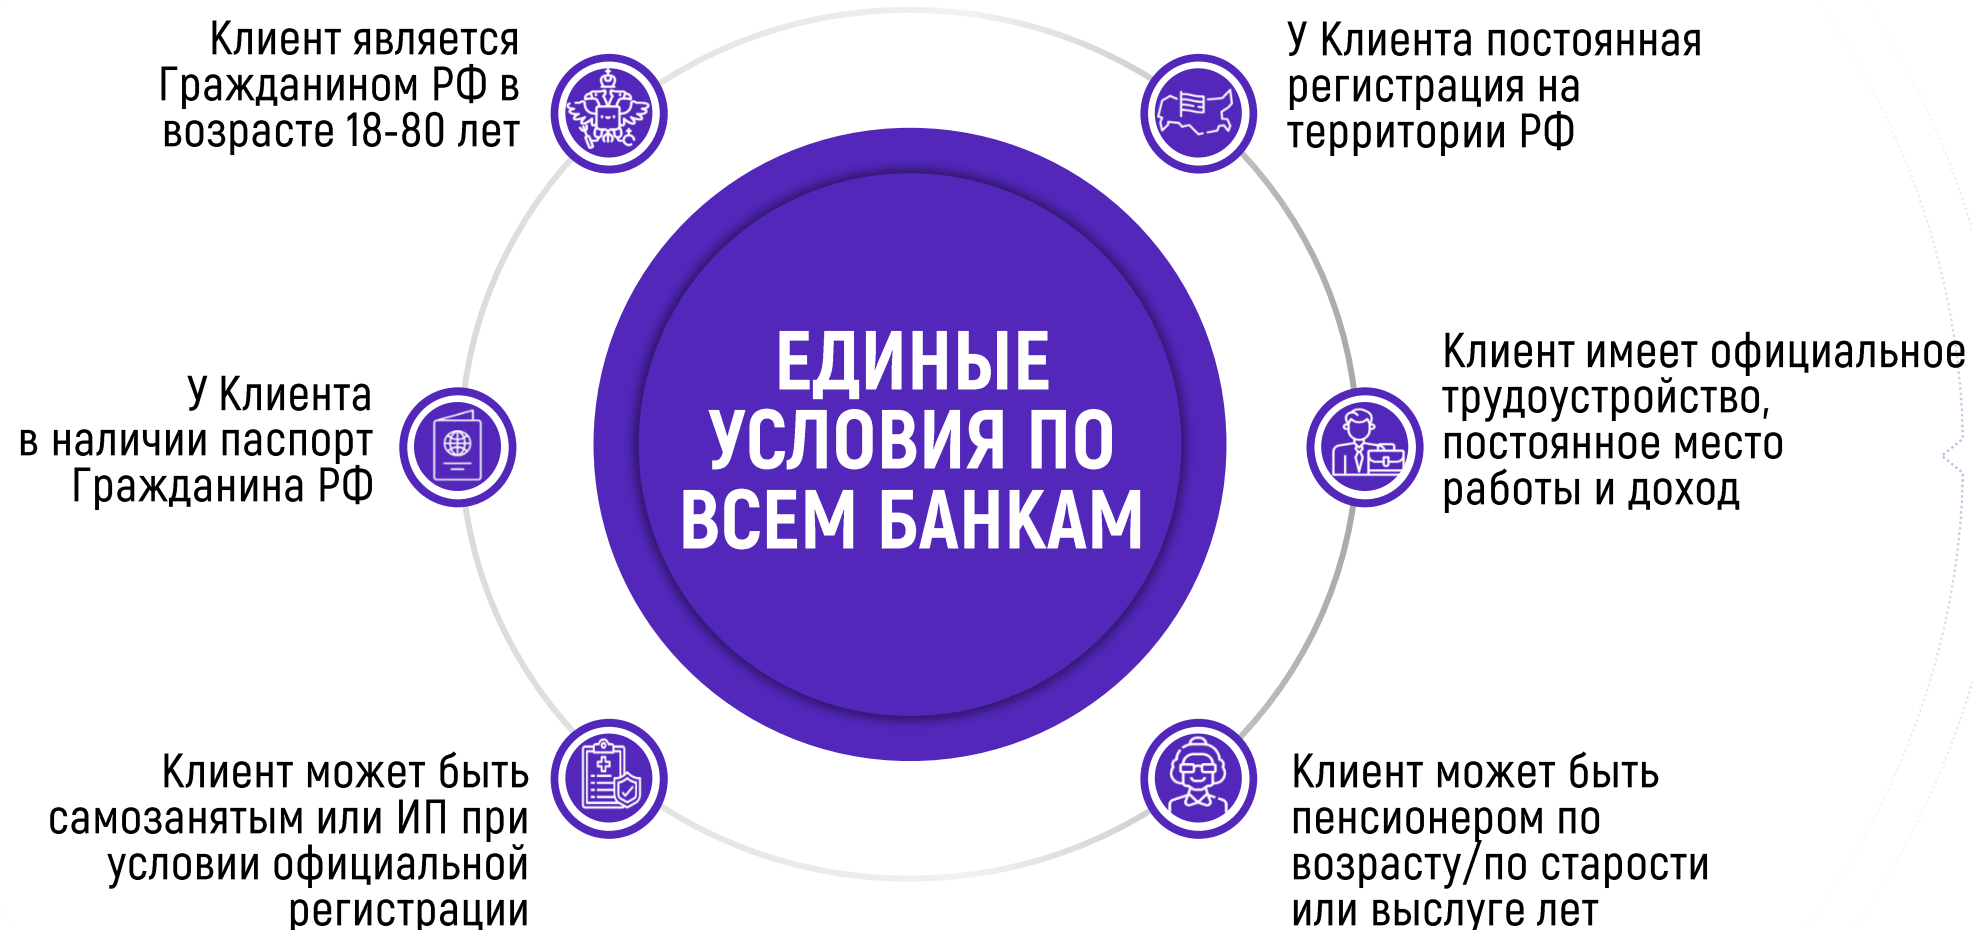 Клиент является
Гражданином РФ в
возрасте 18-80 лет
У Клиента постоянная
регистрация на
территории РФ
ЕДИНЫЕ
УСЛОВИЯ ПО
ВСЕМ БАНКАМ
У Клиента
в наличии паспорт
Гражданина РФ
Клиент имеет официальное
трудоустройство,
постоянное место
работы и доход
Клиент может быть
самозанятым или ИП при
условии официальной
регистрации
Клиент может быть
пенсионером по
возрасту/по старости
или выслуге лет